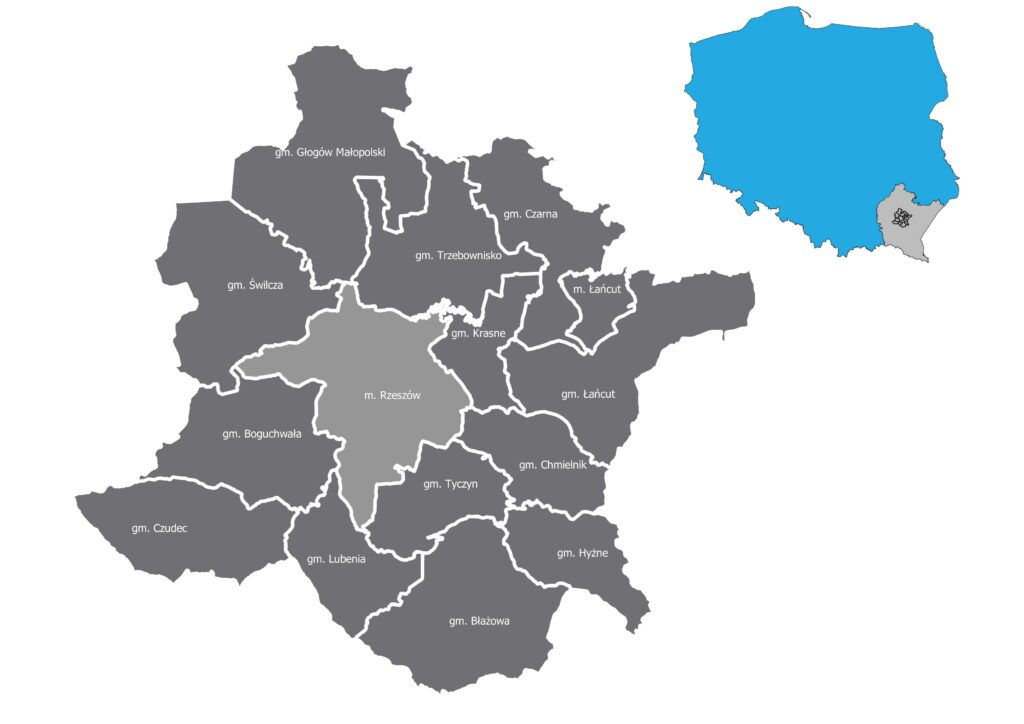 gm. Głogów Małopolski
gm. Czarna
gm. Trzebownisko
gm. Świlcza
m. Łańcut
gm. Krasne
m. Rzeszów
gm. Łańcut
gm. Boguchwała
gm. Chmielnik
gm. Tyczyn
gm. Czudec
gm. Hyżne
gm. Lubenia
gm. Błażowa